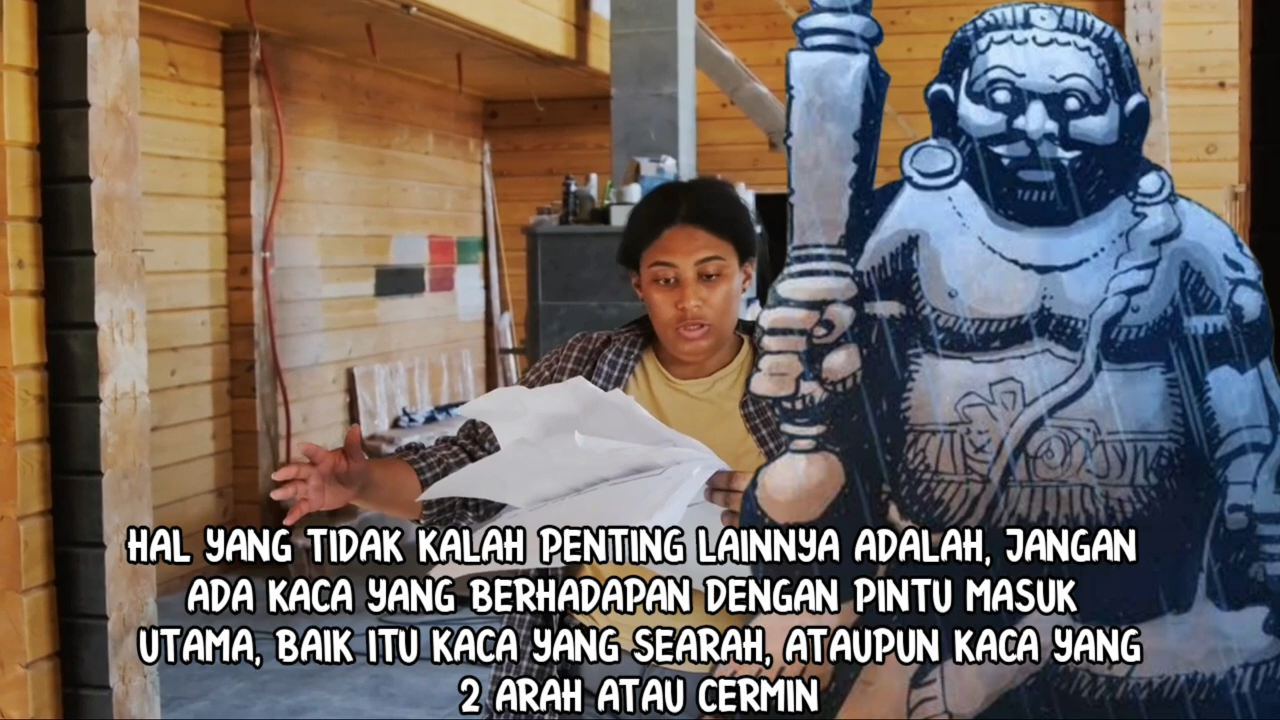 HAL YANG TIDAK KALAH PENTING LAINNYA ADALAH, JANGAN
ADA KACA YANG BERHADAPAN DENGAN PINTU MASUK
UTAMA, BAIK ITU KACA YANG SEARAH, ATAUPUN KACA YANG
2 ARAH ATAU CERMIN